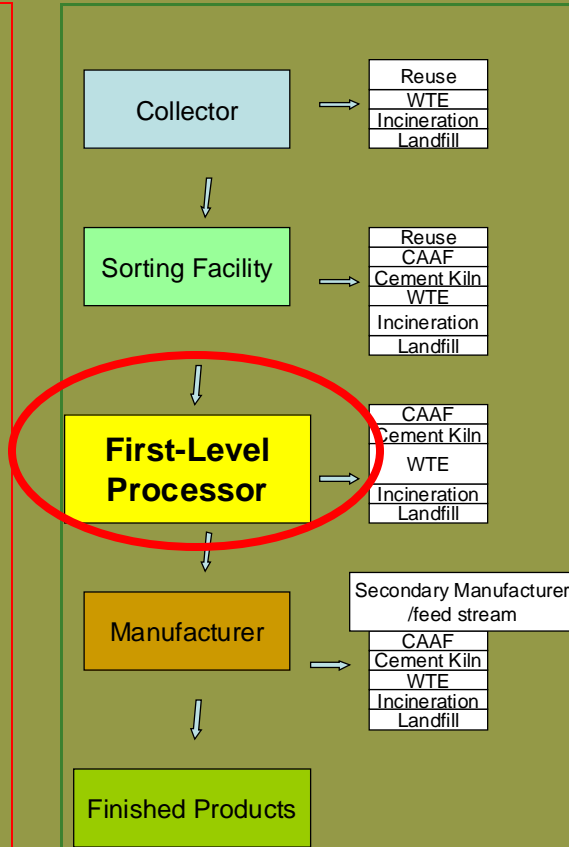 Collector
Reuse
WTE
Incineration
Landfill
Sorting Facility
Reuse
CAAF
Cement Kiln
WTE
Incineration
Landfill
First-Level
Processor
CAAF
Cement Kiln
WTE
Incineration
Landfill
Manufacturer
Secondary Manufacturer
/feed stream
CAAF
Cement Kiln
WTE
Incineration
Landfill
Finished Products